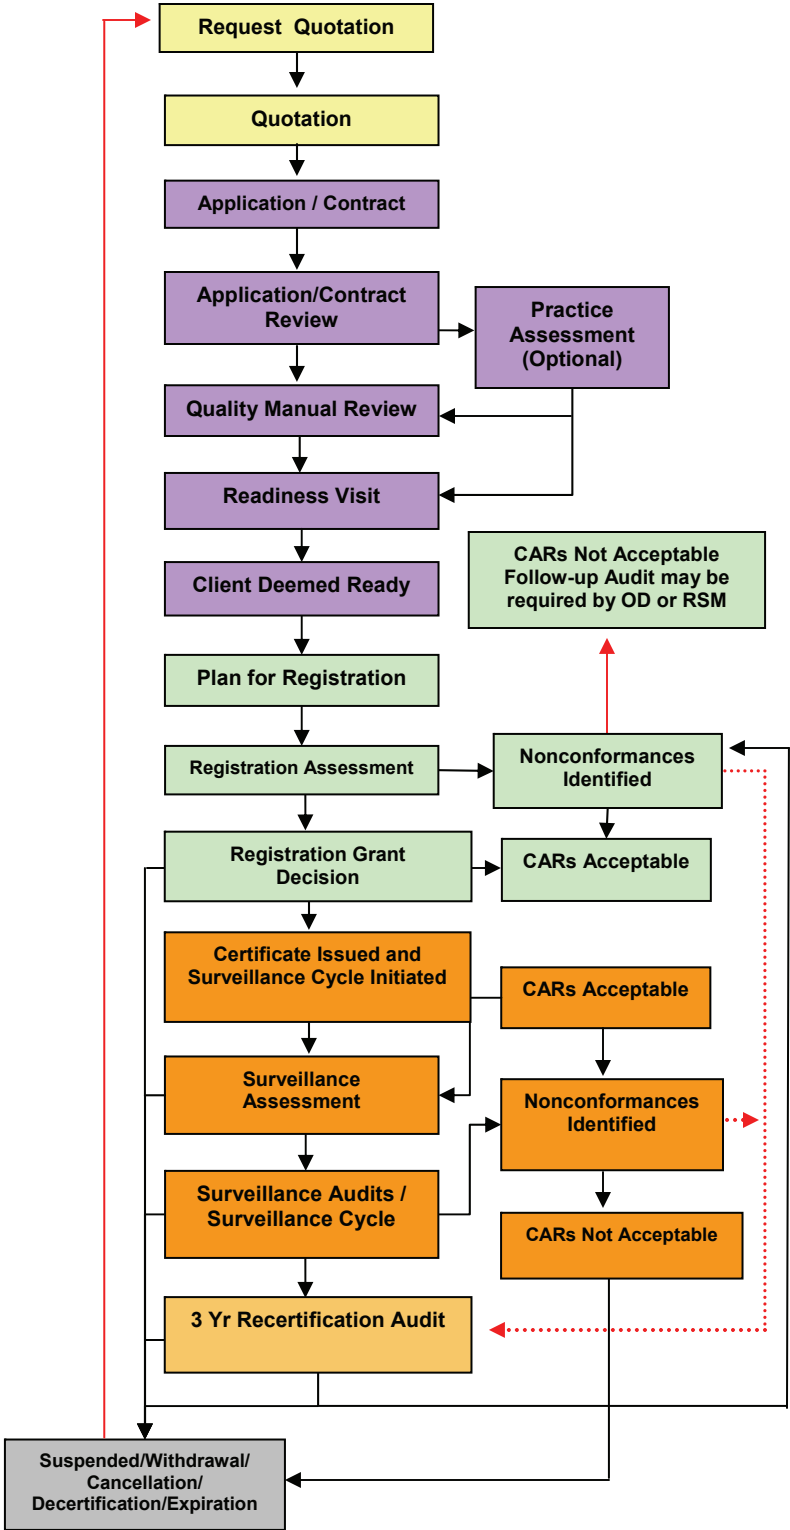 Request Quotation
Quotation
Application / Contract
Application/Contract
Review
Practice
Assessment
(Optional)
Quality Manual Review
Readiness Visit
Client Deemed Ready
CARs Not Acceptable
Follow-up Audit may be
required by OD or RSM
Plan for Registration
Registration Assessment
Nonconformances
Identified
Registration Grant
Decision
CARs Acceptable
Certificate Issued and
Surveillance Cycle Initiated
CARs Acceptable
Surveillance
Assessment
Nonconformances
Identified
Surveillance Audits /
Surveillance Cycle
CARs Not Acceptable
3 Yr Recertification Audit
Suspended/Withdrawal/
Cancellation/
Decertification/Expiration